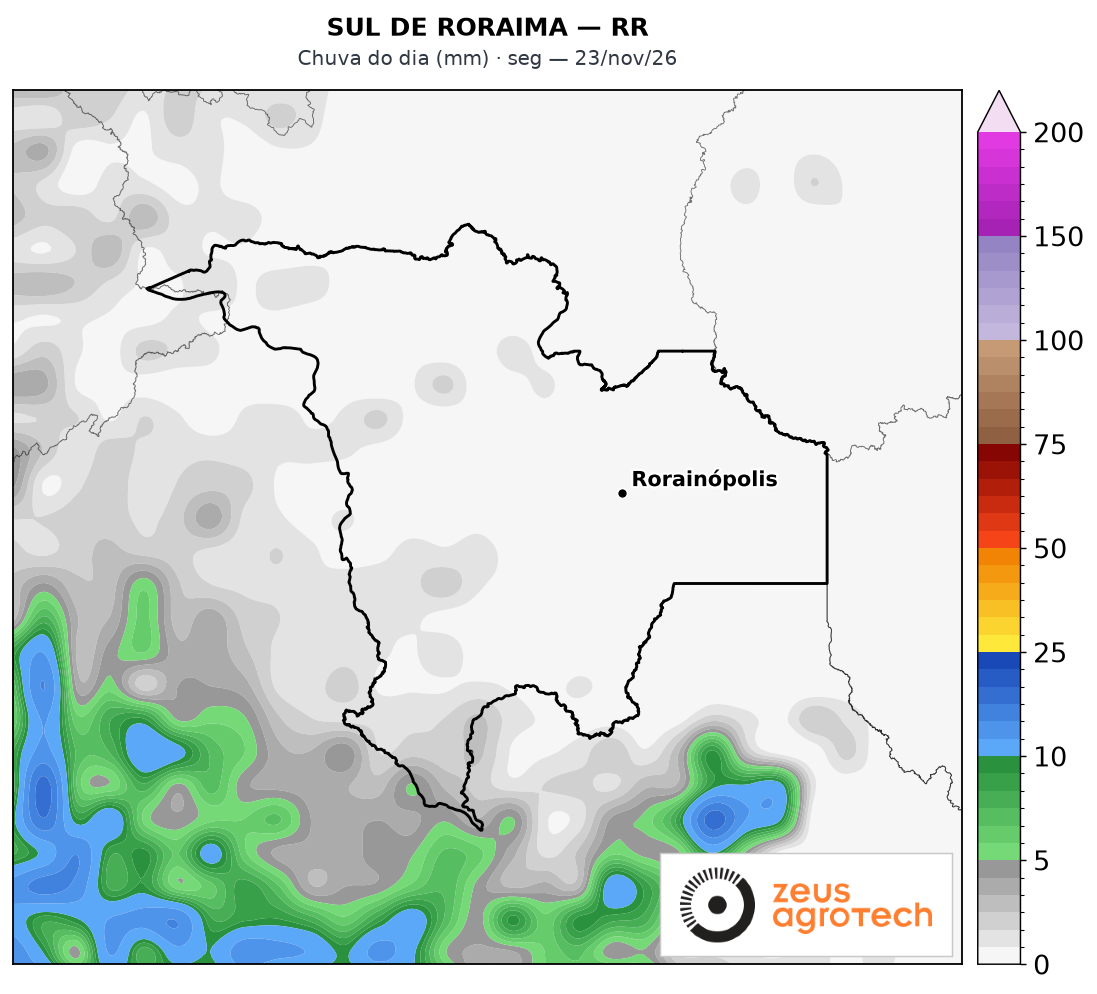 SUL DE RORAIMA — RR
Chuva do dia (mm) · seg — 23/nov/26
200
150
100
75
50
25
10
5
0
Rorainópolis
zeus
agrotech